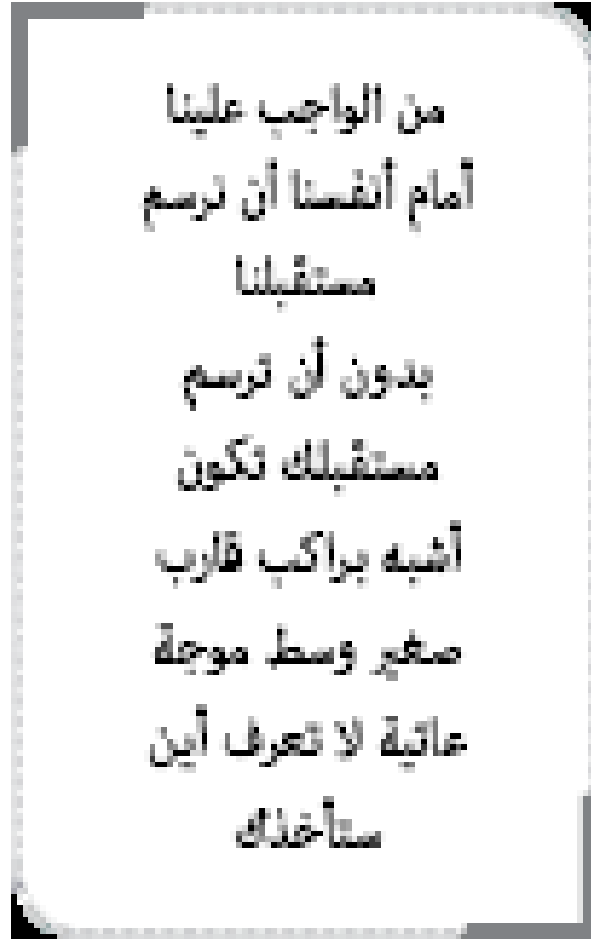 من الواجب علينا
أمام أنفسنا أن نرسم
مستقبلنا
بدون أن ترسم
مستقبلك تكون
أشبه براكب قارب
صغير وسط موجة
عاتية لا تعرف أين
ستأخذك